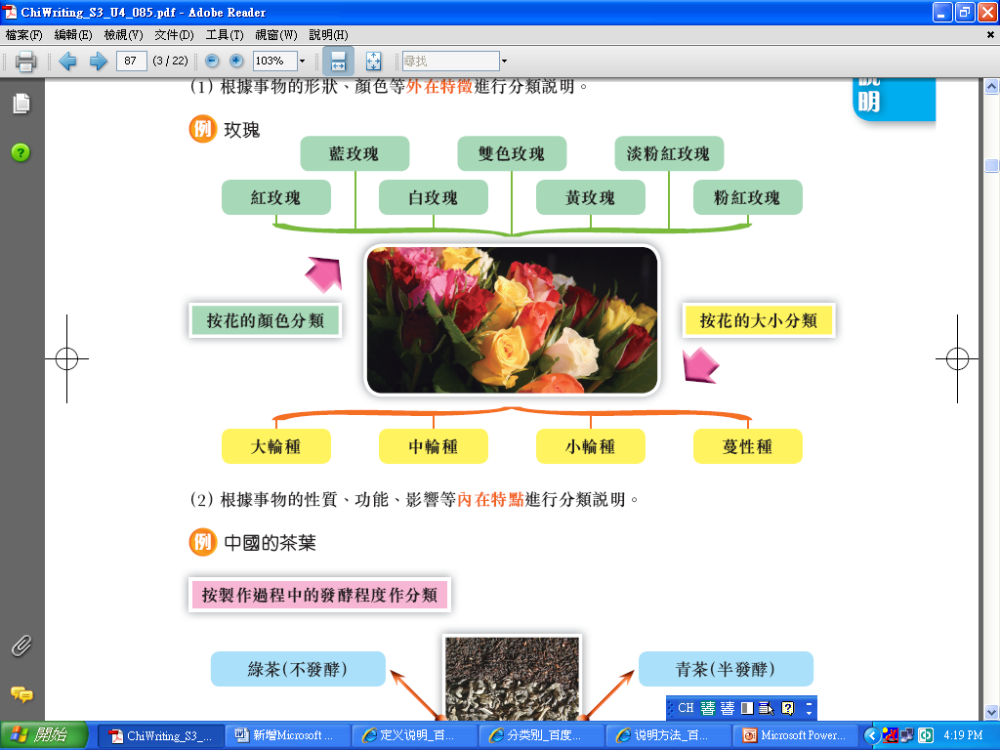 ChiWriting_S3_U4_085.pdf - Adobe Reader
檔案(F) 編輯(E) 檢視(V) 文件(D) 工具(T) 視窗(W) 說明(H)
87 (3 / 22) 103% 尋找
(1) 根據事物的形狀、顏色等外在特徵進行分類説明。
説明
例 玫瑰
藍玫瑰 雙色玫瑰 淡粉紅玫瑰
紅玫瑰 白玫瑰 黃玫瑰 粉紅玫瑰
按花的顏色分類 按花的大小分類
大輪種 中輪種 小輪種 蔓性種
(2) 根據事物的性質、功能、影響等內在特點進行分類説明。
例 中國的茶葉
按製作過程中的發酵程度作分類
綠茶(不發酵) 青茶(半發酵)
CH
開始 ChiWriting_S3_... 新增Microsoft ... 定义说明_百... 分类别_百度... 说明方法_百... Microsoft Power... 4:19 PM